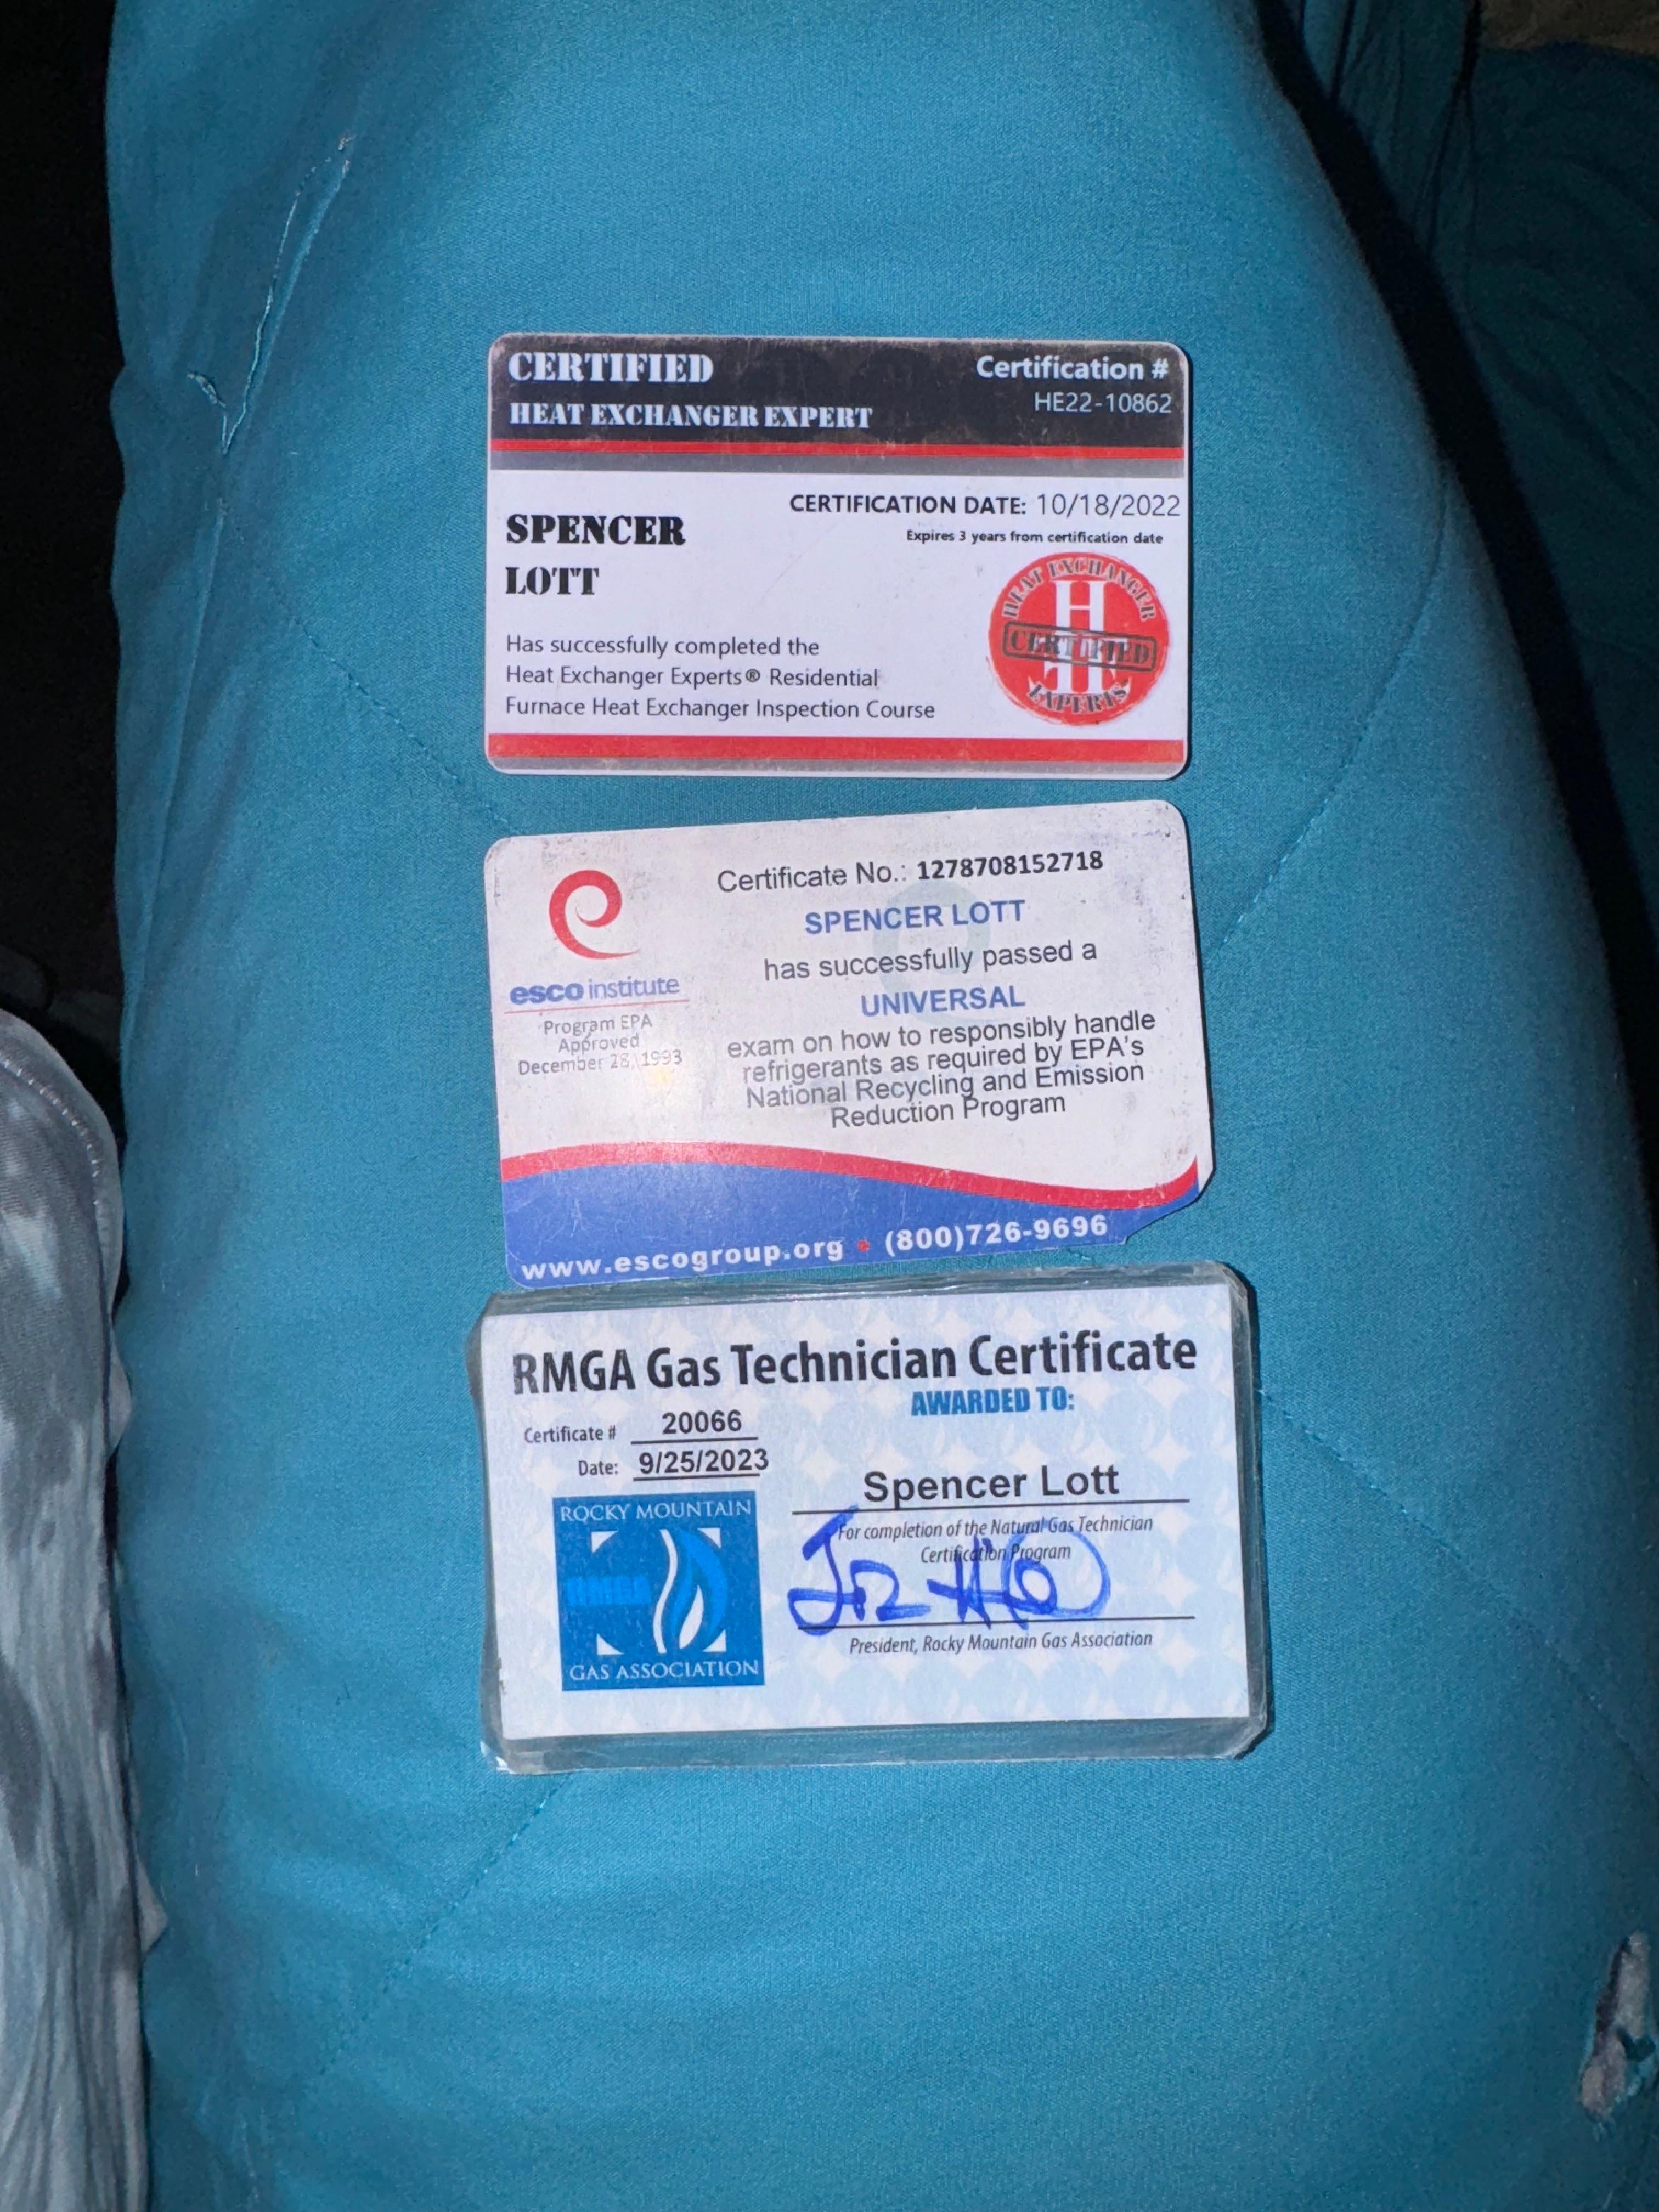 CERTIFIED
HEAT EXCHANGER EXPERT
Certification #
HE22-10862
CERTIFICATION DATE: 10/18/2022
Expires 3 years from certification date
SPENCER
LOTT
Has successfully completed the
Heat Exchanger Experts® Residential
Furnace Heat Exchanger Inspection Course
HEAT EXCHANGER
H
CERTIFIED
E
EXPERTS
esco institute
Program EPA
Approved
December 28, 1993
Certificate No.: 1278708152718
SPENCER LOTT
has successfully passed a
UNIVERSAL
exam on how to responsibly handle
refrigerants as required by EPA's
National Recycling and Emission
Reduction Program
www.escogroup.org • (800)726-9696
RMGA Gas Technician Certificate
AWARDED TO:
Certificate # 20066
Date: 9/25/2023
Spencer Lott
For completion of the Natural Gas Technician
Certification Program
President, Rocky Mountain Gas Association
ROCKY MOUNTAIN
RMGA
GAS ASSOCIATION